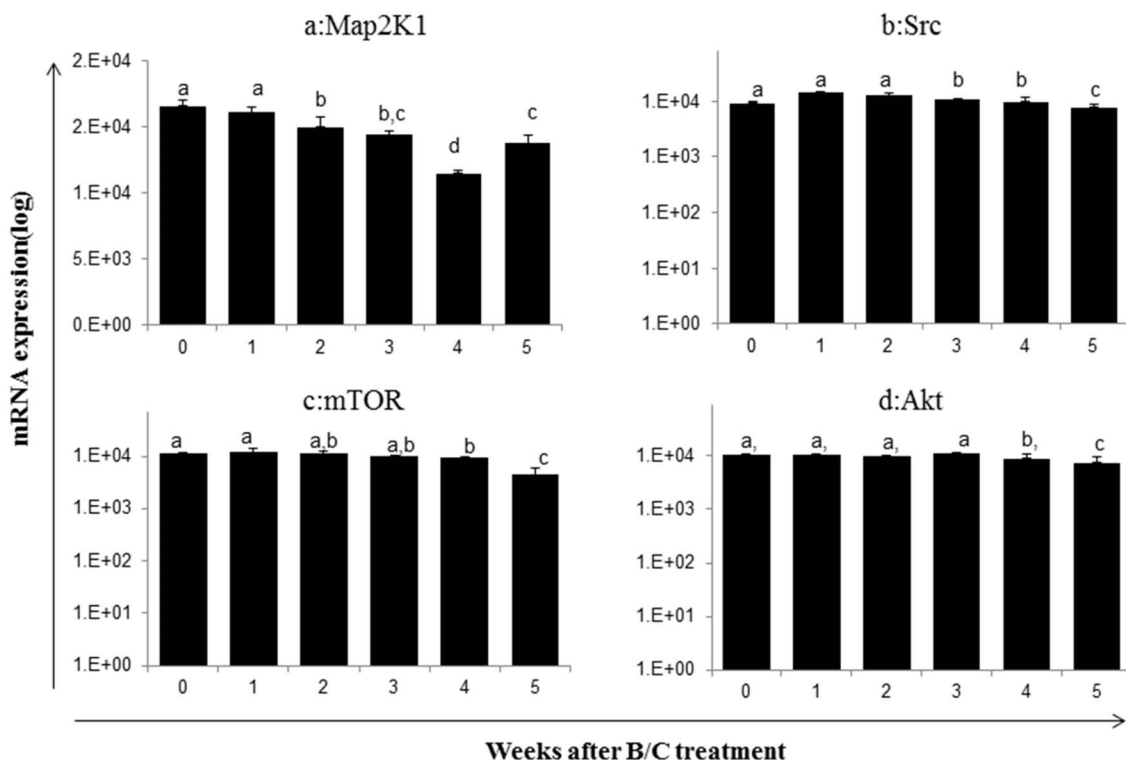 a:Map2K1
2.E+04
2.E+04
1.E+04
5.E+03
0.E+00
a a b b,c d c
0 1 2 3 4 5
b:Src
1.E+04
1.E+03
1.E+02
1.E+01
1.E+00
a a a b b c
0 1 2 3 4 5
c:mTOR
1.E+04
1.E+03
1.E+02
1.E+01
1.E+00
a a a,b a,b b c
0 1 2 3 4 5
d:Akt
1.E+04
1.E+03
1.E+02
1.E+01
1.E+00
a, a, a, a b, c
0 1 2 3 4 5
mRNA expression(log)
Weeks after B/C treatment